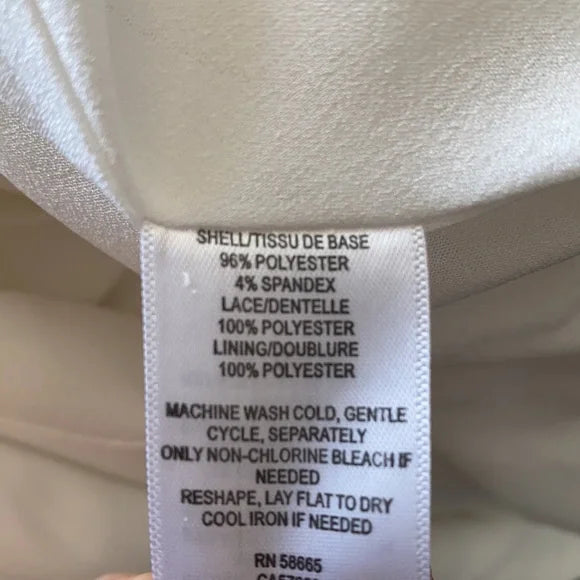 SHELL/TISSU DE BASE
96% POLYESTER
4% SPANDEX
LACE/DENTELLE
100% POLYESTER
LINING/DOUBLURE
100% POLYESTER
MACHINE WASH COLD, GENTLE
CYCLE, SEPARATELY
ONLY NON-CHLORINE BLEACH IF
NEEDED
RESHAPE, LAY FLAT TO DRY
COOL IRON IF NEEDED
RN 58665